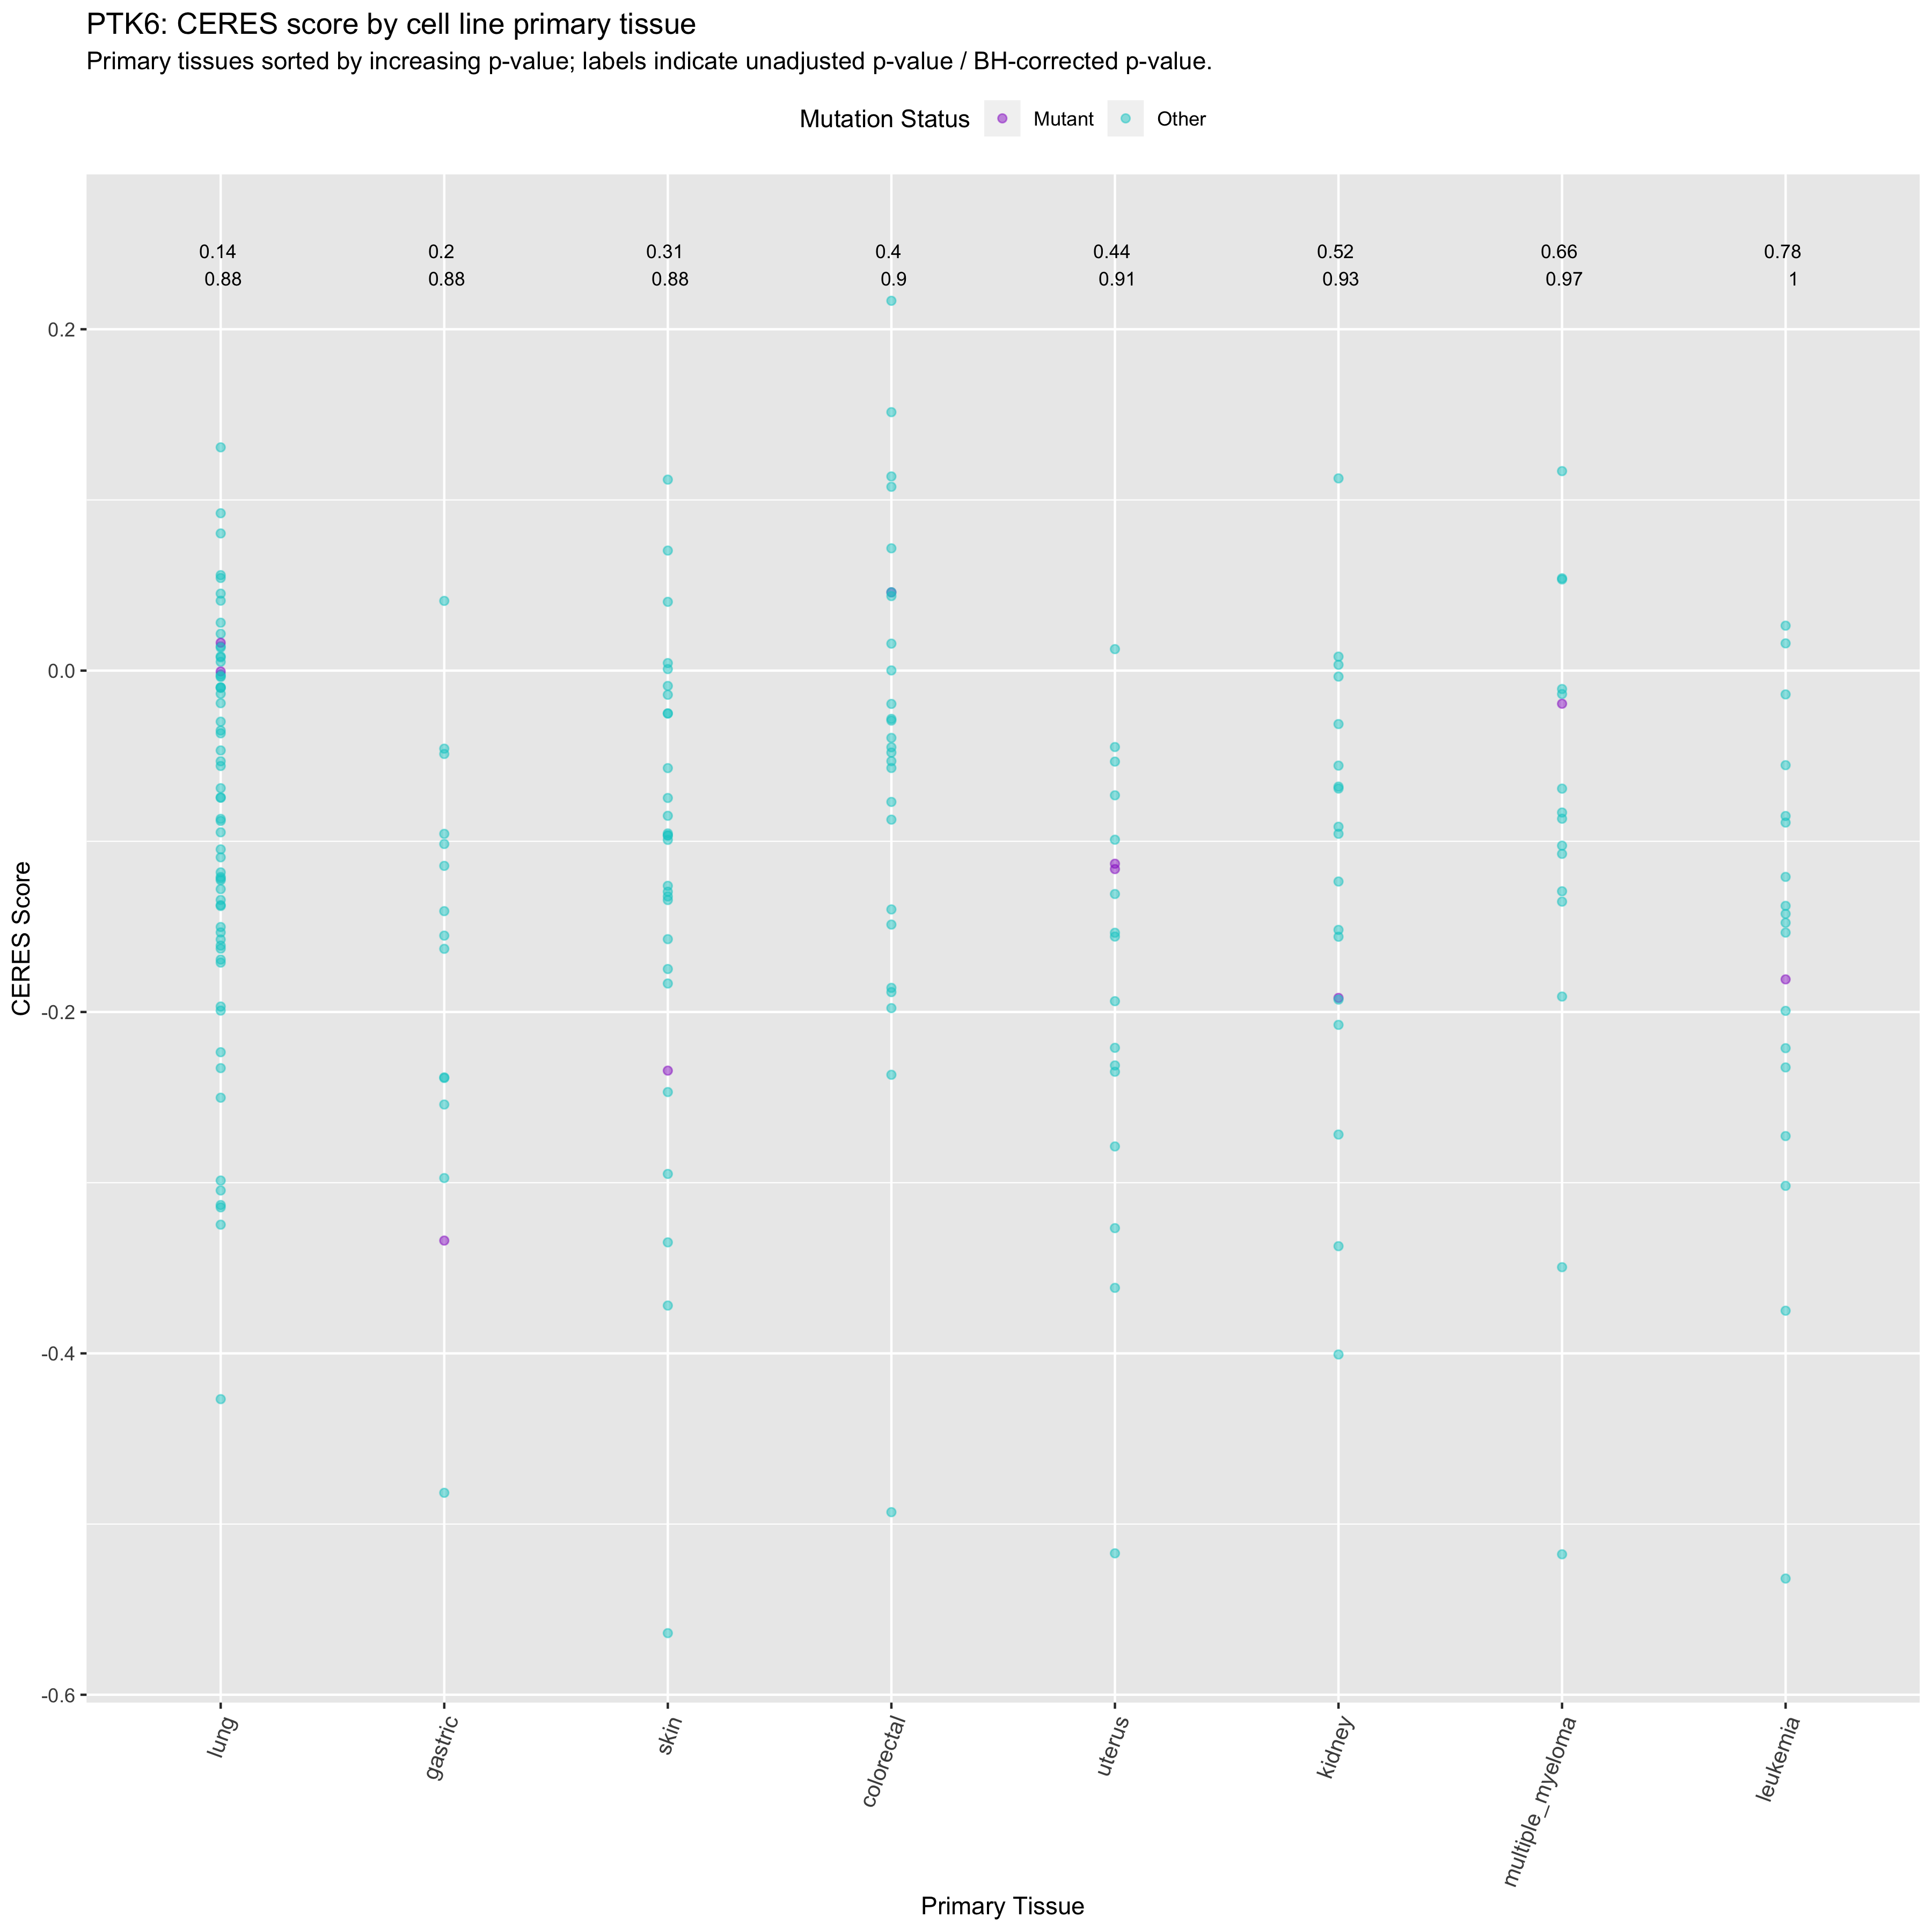 PTK6: CERES score by cell line primary tissue
Primary tissues sorted by increasing p-value; labels indicate unadjusted p-value / BH-corrected p-value.
Mutation Status Mutant Other
0.14 0.2 0.31 0.4 0.44 0.52 0.66 0.78
0.88 0.88 0.88 0.9 0.91 0.93 0.97 1
0.2
0.0
-0.2
-0.4
-0.6
CERES Score
lung gastric skin colorectal uterus kidney multiple_myeloma leukemia
Primary Tissue